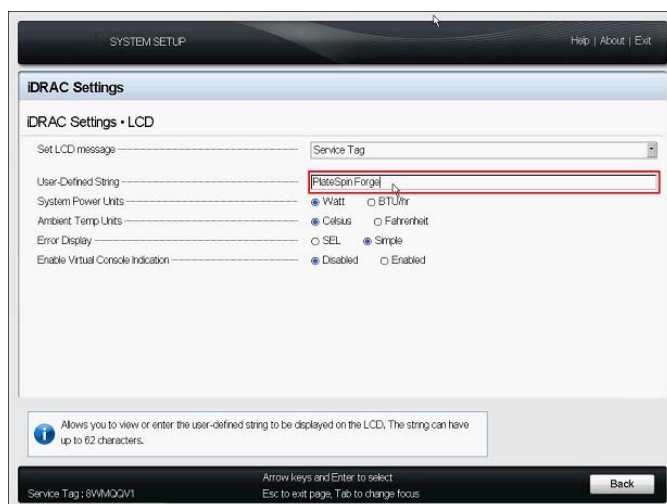 SYSTEM SETUP
Help | About | Exit
iDRAC Settings
iDRAC Settings • LCD
Set LCD message Service Tag
User-Defined String PlateSpin Forge
System Power Units Watt BTU/hr
Ambient Temp Units Celsius Fahrenheit
Error Display SEL Simple
Enable Virtual Console Indication Disabled Enabled
Allows you to view or enter the user-defined string to be displayed on the LCD. The string can have
up to 62 characters.
Arrow keys and Enter to select
Service Tag : 8WMQQV1 Esc to exit page, Tab to change focus
Back